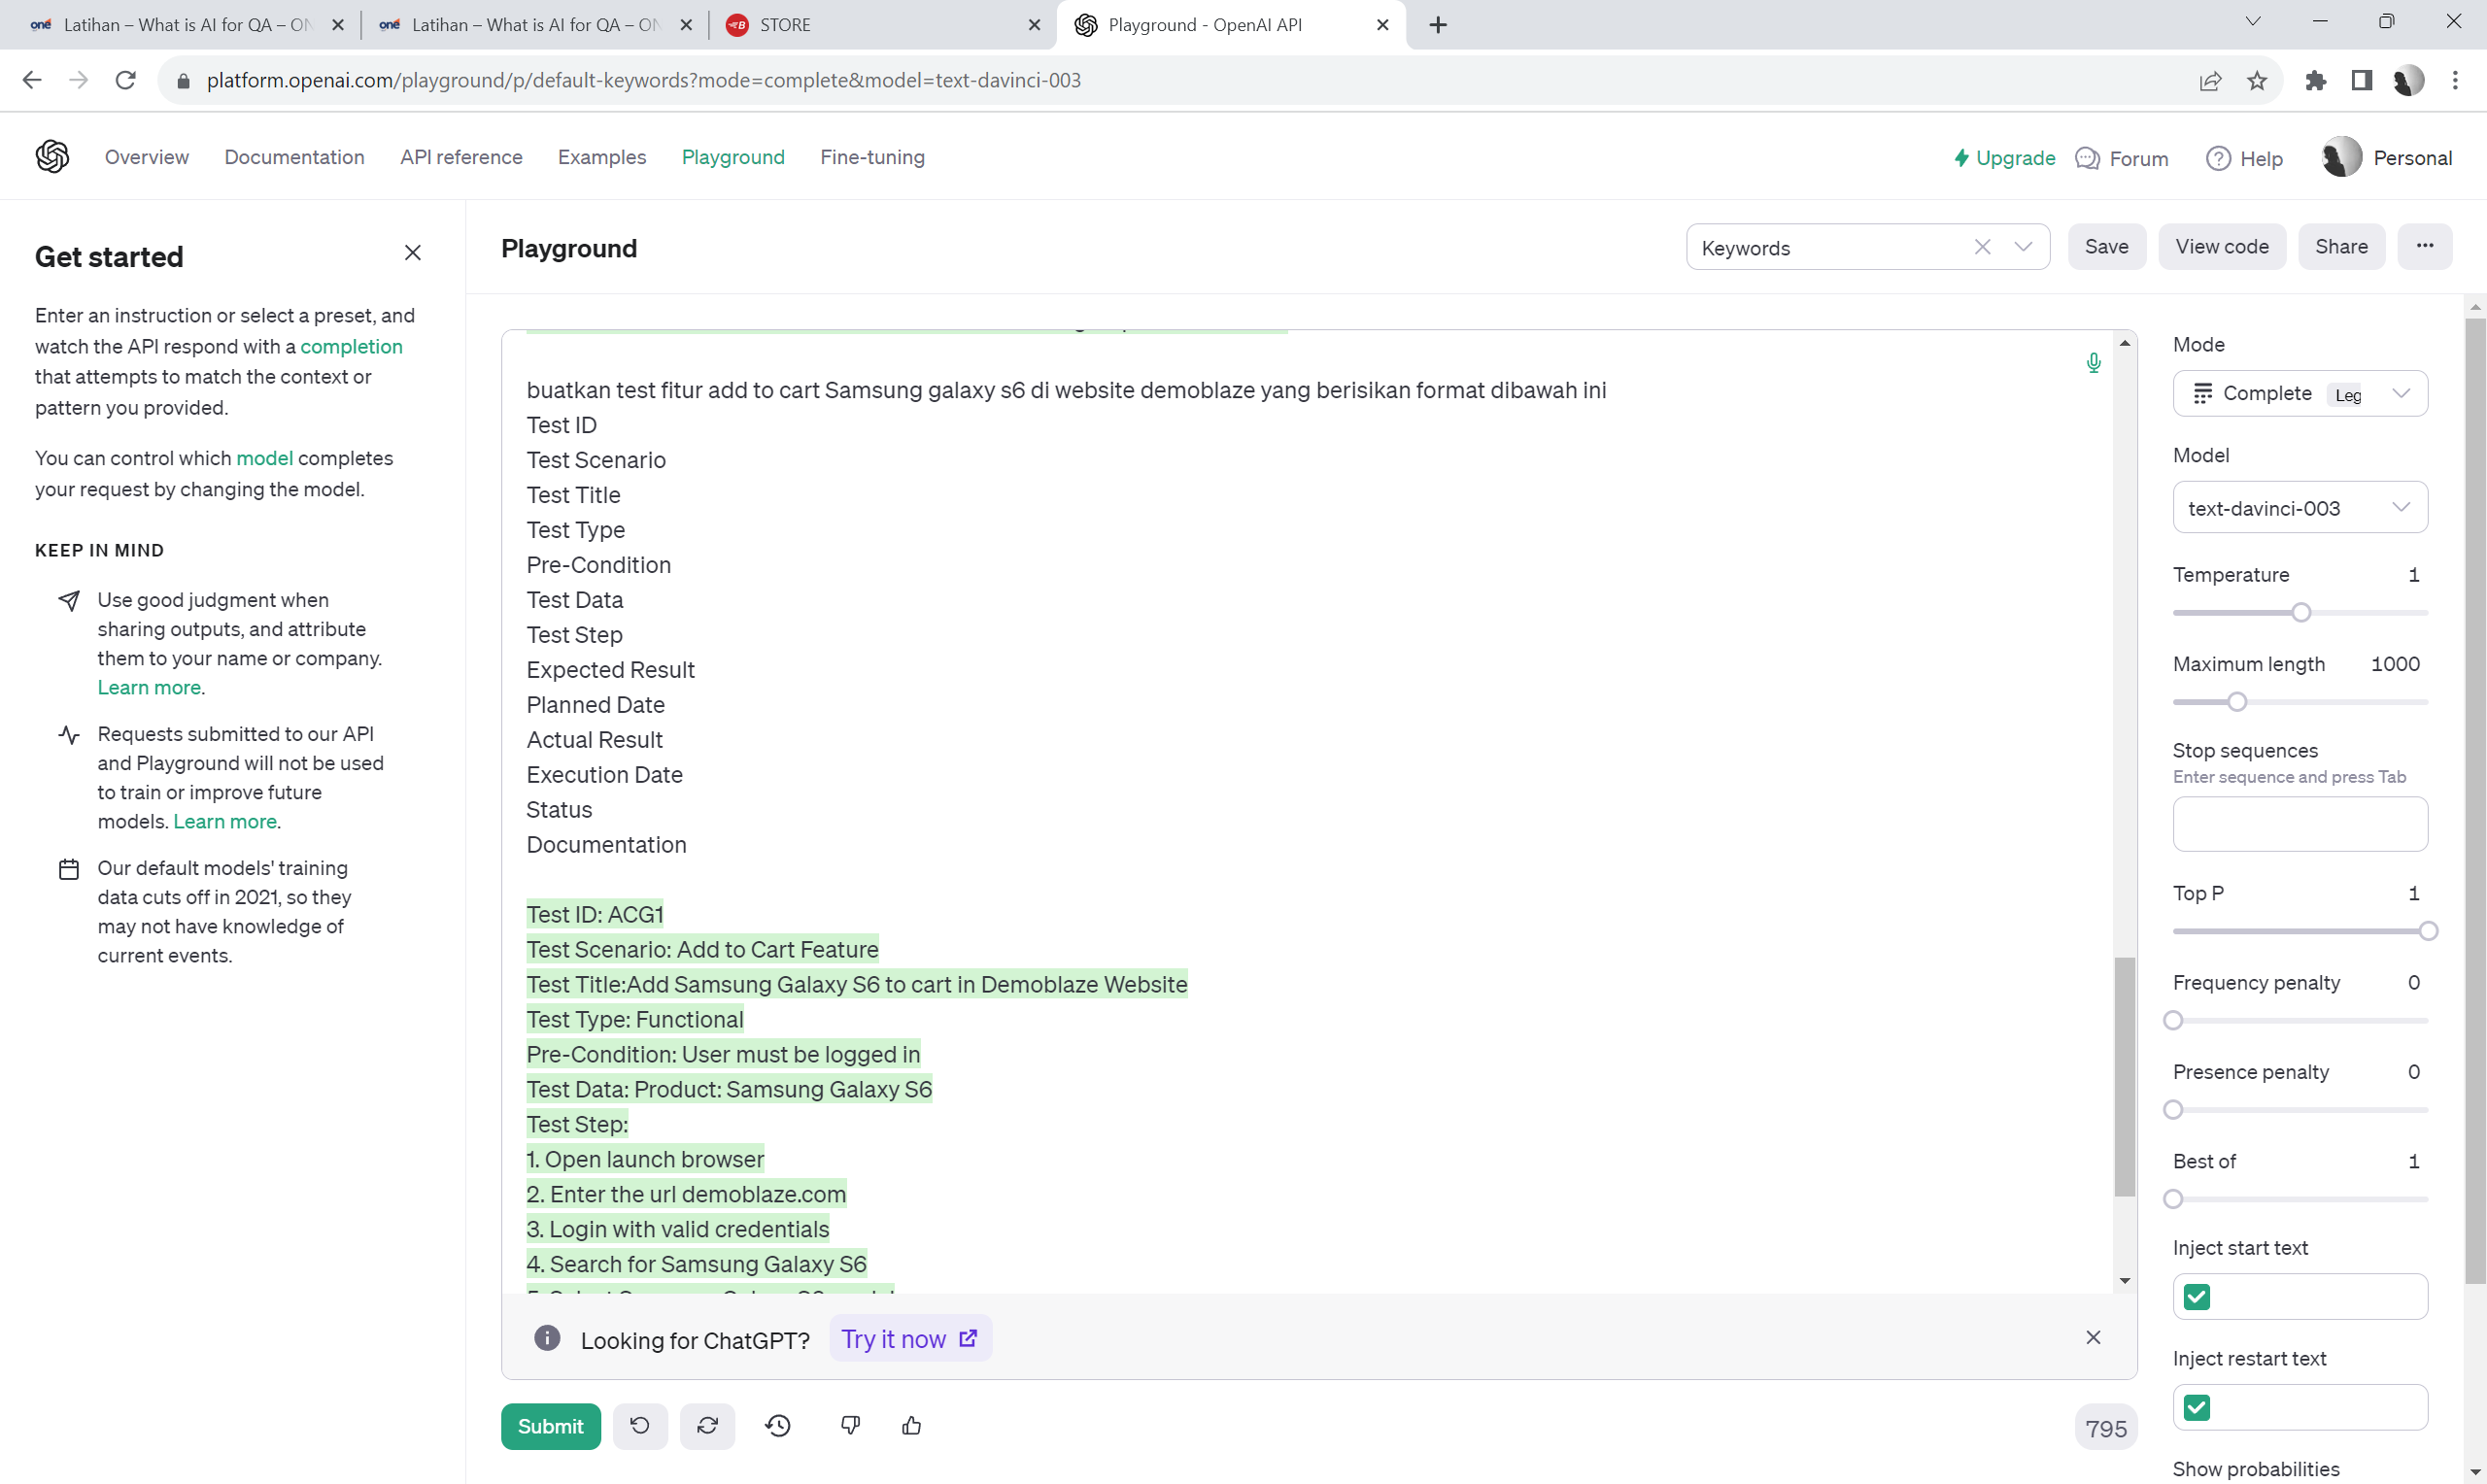 one Latihan – What is AI for QA – ON
one Latihan – What is AI for QA – ON
STORE
Playground - OpenAI API
platform.openai.com/playground/p/default-keywords?mode=complete&model=text-davinci-003
Overview
Documentation
API reference
Examples
Playground
Fine-tuning
Upgrade
Forum
Help
Personal
Get started
Enter an instruction or select a preset, and
watch the API respond with a completion
that attempts to match the context or
pattern you provided.
You can control which model completes
your request by changing the model.
KEEP IN MIND
Use good judgment when
sharing outputs, and attribute
them to your name or company.
Learn more.
Requests submitted to our API
and Playground will not be used
to train or improve future
models. Learn more.
Our default models' training
data cuts off in 2021, so they
may not have knowledge of
current events.
Playground
Keywords
Save
View code
Share
buatkan test fitur add to cart Samsung galaxy s6 di website demoblaze yang berisikan format dibawah ini
Test ID
Test Scenario
Test Title
Test Type
Pre-Condition
Test Data
Test Step
Expected Result
Planned Date
Actual Result
Execution Date
Status
Documentation
Test ID: ACG1
Test Scenario: Add to Cart Feature
Test Title:Add Samsung Galaxy S6 to cart in Demoblaze Website
Test Type: Functional
Pre-Condition: User must be logged in
Test Data: Product: Samsung Galaxy S6
Test Step:
1. Open launch browser
2. Enter the url demoblaze.com
3. Login with valid credentials
4. Search for Samsung Galaxy S6
Looking for ChatGPT? Try it now
Submit
795
Mode
Complete Leg
Model
text-davinci-003
Temperature 1
Maximum length 1000
Stop sequences
Enter sequence and press Tab
Top P 1
Frequency penalty 0
Presence penalty 0
Best of 1
Inject start text
Inject restart text
Show probabilities